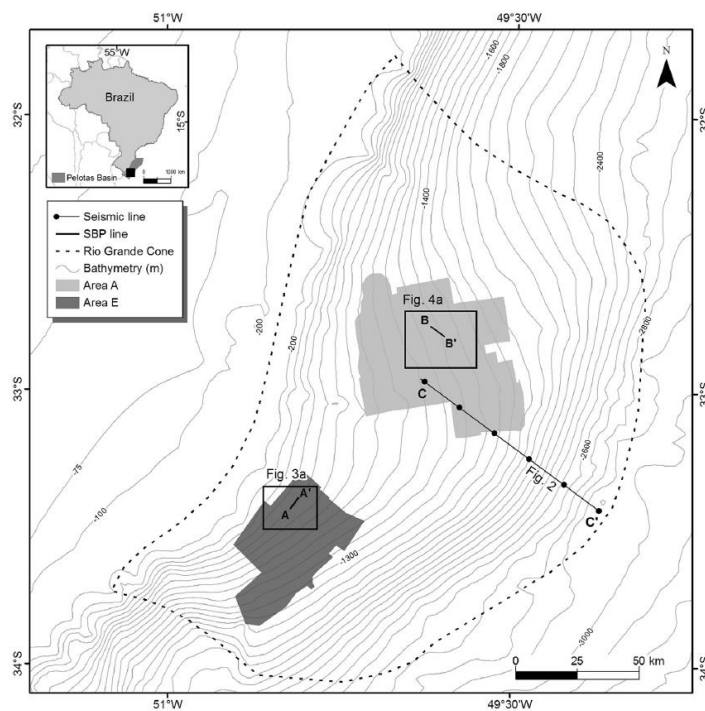 51°W
49°30'W
55°W
Brazil
15°S
Pelotas Basin
0
1000 km
N
32°S
32°S
-1600
-1800
-2400
-1400
Seismic line
SBP line
Rio Grande Cone
Bathymetry (m)
Area A
Area E
-200
-200
-2800
Fig. 4a
B
B'
33°S
33°S
C
-75
-100
Fig. 3a
A'
A
-2600
Fig. 2
C'
-1300
-3000
34°S
34°S
0
25
50 km
51°W
49°30'W